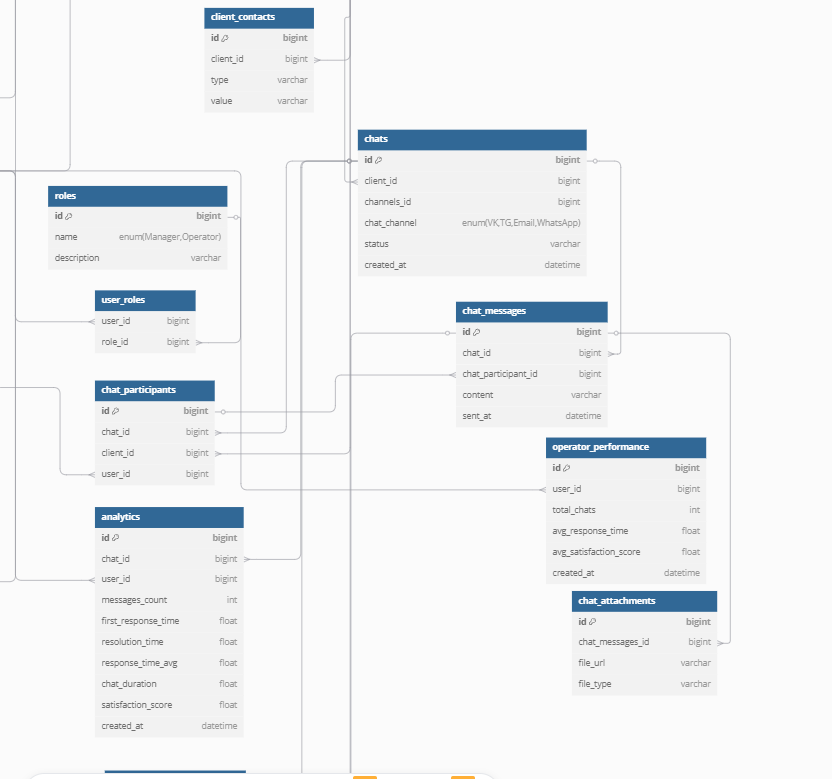 client_contacts
id bigint
client_id bigint
type varchar
value varchar
chats
id bigint
client_id bigint
channels_id bigint
chat_channel enum(VK,TG,Email,WhatsApp)
status varchar
created_at datetime
roles
id bigint
name enum(Manager,Operator)
description varchar
user_roles
user_id bigint
role_id bigint
chat_messages
id bigint
chat_id bigint
chat_participant_id bigint
content varchar
sent_at datetime
chat_participants
id bigint
chat_id bigint
client_id bigint
user_id bigint
operator_performance
id bigint
user_id bigint
total_chats int
avg_response_time float
avg_satisfaction_score float
created_at datetime
analytics
id bigint
chat_id bigint
user_id bigint
messages_count int
first_response_time float
resolution_time float
response_time_avg float
chat_duration float
satisfaction_score float
created_at datetime
chat_attachments
id bigint
chat_messages_id bigint
file_url varchar
file_type varchar